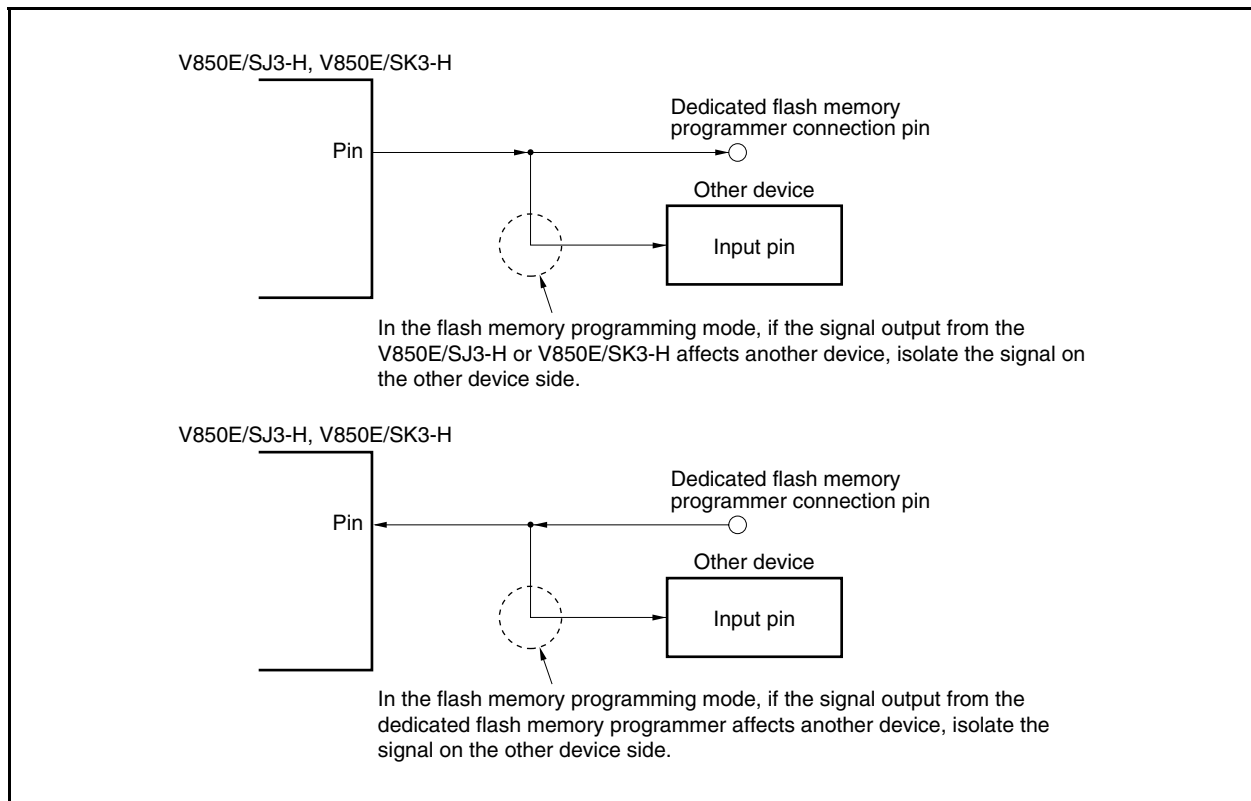 V850E/SJ3-H, V850E/SK3-H
Dedicated flash memory
programmer connection pin
Pin
Other device
Input pin
In the flash memory programming mode, if the signal output from the
V850E/SJ3-H or V850E/SK3-H affects another device, isolate the signal on
the other device side.
V850E/SJ3-H, V850E/SK3-H
Dedicated flash memory
programmer connection pin
Pin
Other device
Input pin
In the flash memory programming mode, if the signal output from the
dedicated flash memory programmer affects another device, isolate the
signal on the other device side.